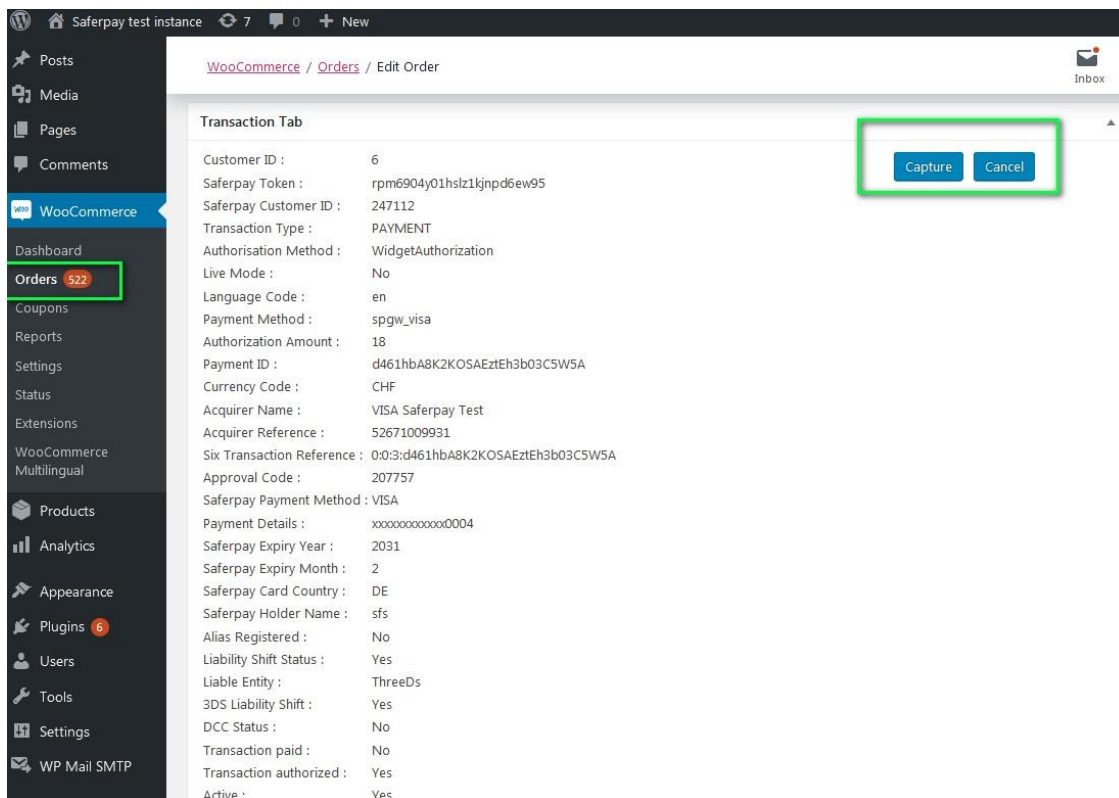 Saferpay test instance 7 0 + New
Posts
Media
Pages
Comments
WooCommerce
Dashboard
Orders 522
Coupons
Reports
Settings
Status
Extensions
WooCommerce
Multilingual
Products
Analytics
Appearance
Plugins 6
Users
Tools
Settings
WP Mail SMTP
WooCommerce / Orders / Edit Order
Inbox
Transaction Tab
Capture Cancel
Customer ID : 6
Saferpay Token : rpm6904y01hslz1kjnpd6ew95
Saferpay Customer ID : 247112
Transaction Type : PAYMENT
Authorisation Method : WidgetAuthorization
Live Mode : No
Language Code : en
Payment Method : spgw_visa
Authorization Amount : 18
Payment ID : d461hbA8K2KOSAEztEh3b03C5W5A
Currency Code : CHF
Acquirer Name : VISA Saferpay Test
Acquirer Reference : 52671009931
Six Transaction Reference : 0:0:3:d461hbA8K2KOSAEztEh3b03C5W5A
Approval Code : 207757
Saferpay Payment Method : VISA
Payment Details : xxxxxxxxxxxx0004
Saferpay Expiry Year : 2031
Saferpay Expiry Month : 2
Saferpay Card Country : DE
Saferpay Holder Name : sfs
Alias Registered : No
Liability Shift Status : Yes
Liable Entity : ThreeDs
3DS Liability Shift : Yes
DCC Status : No
Transaction paid : No
Transaction authorized : Yes
Active : Yes